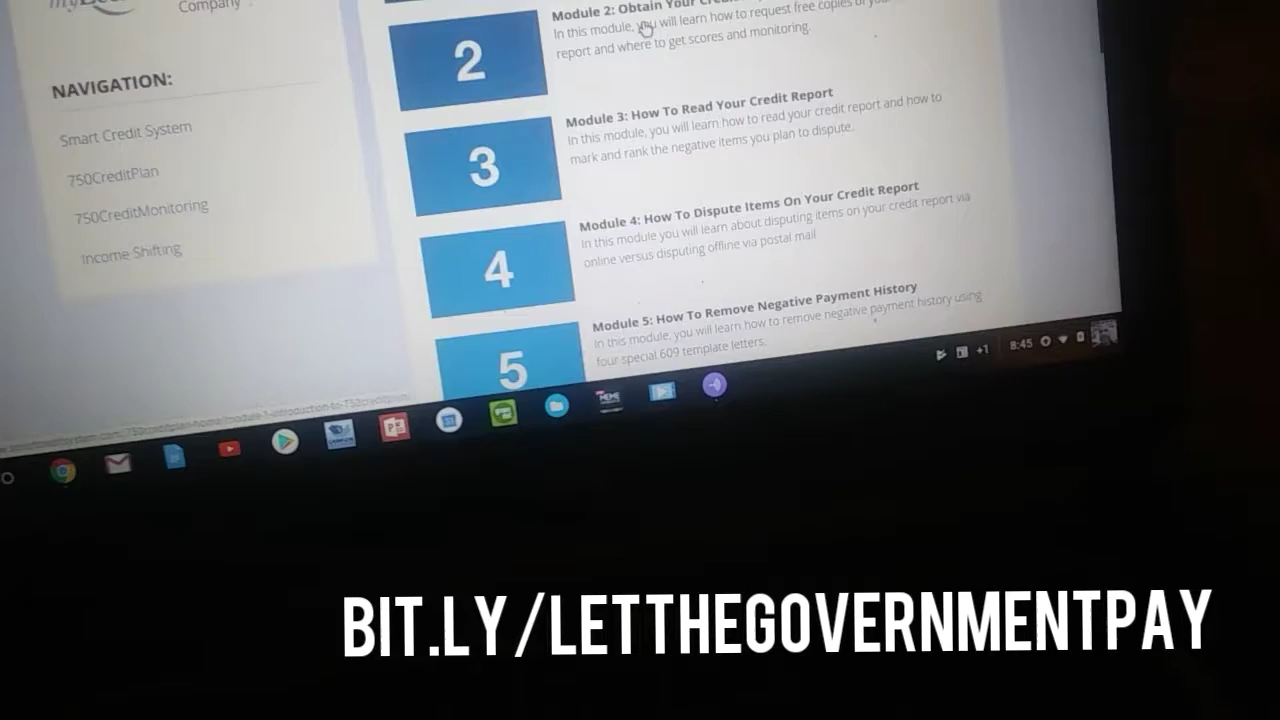 Company
NAVIGATION:
Smart Credit System
750CreditPlan
750CreditMonitoring
Income Shifting
2
Module 2: Obtain Your
In this module, you will learn how to request free copies of
report and where to get scores and monitoring.
3
Module 3: How To Read Your Credit Report
In this module, you will learn how to read your credit report and how to
mark and rank the negative items you plan to dispute.
4
Module 4: How To Dispute Items On Your Credit Report
In this module you will learn about disputing items on your credit report via
online versus disputing offline via postal mail
5
Module 5: How To Remove Negative Payment History
In this module, you will learn how to remove negative payment history using
four special 609 template letters.
+1 8:45
BIT.LY/LETTHEGOVERNMENTPAY